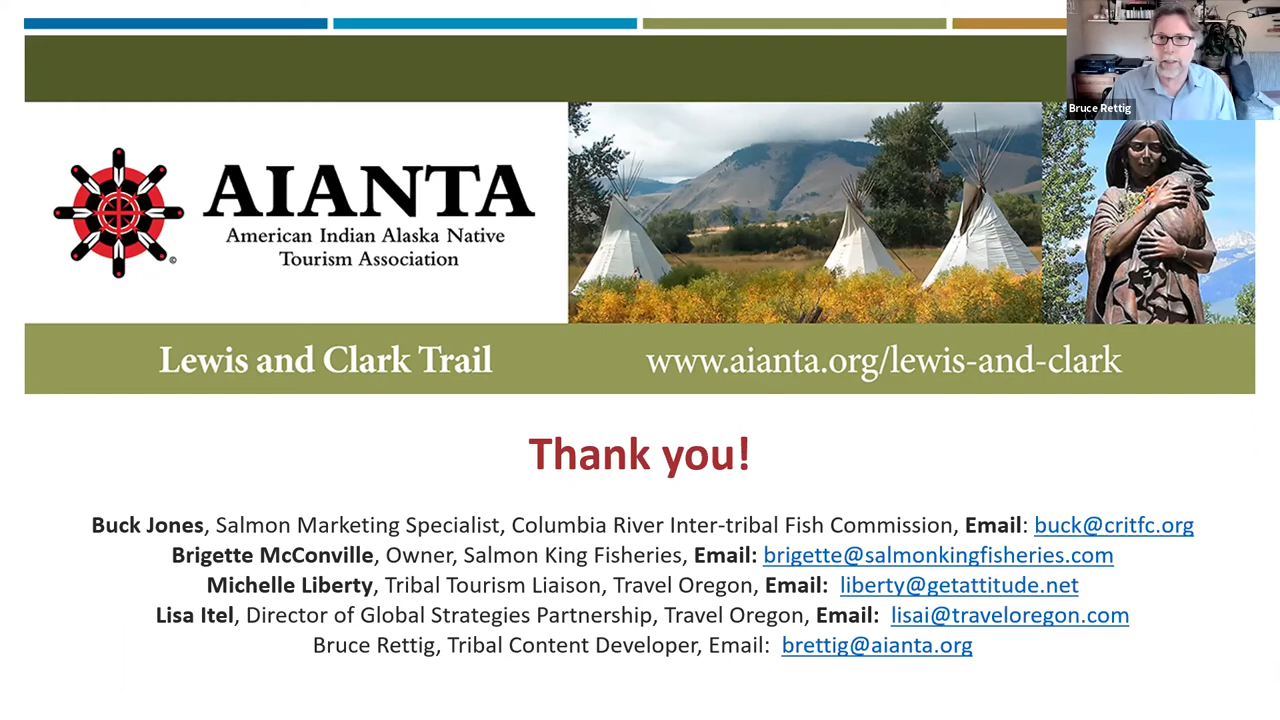 Bruce Rettig
AIANTA
American Indian Alaska Native
Tourism Association
©
Lewis and Clark Trail
www.aianta.org/lewis-and-clark
Thank you!
Buck Jones, Salmon Marketing Specialist, Columbia River Inter-tribal Fish Commission, Email: buck@critfc.org
Brigette McConville, Owner, Salmon King Fisheries, Email: brigette@salmonkingfisheries.com
Michelle Liberty, Tribal Tourism Liaison, Travel Oregon, Email: liberty@getattitude.net
Lisa Itel, Director of Global Strategies Partnership, Travel Oregon, Email: lisai@traveloregon.com
Bruce Rettig, Tribal Content Developer, Email: brettig@aianta.org